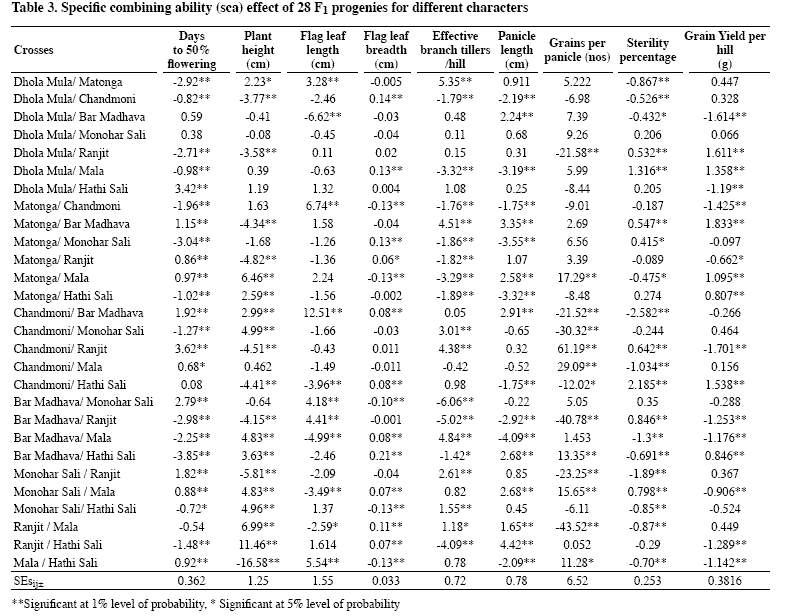 Table 3. Specific combining ability (sca) effect of 28 F1 progenies for different characters
Crosses Days to 50% flowering Plant height (cm) Flag leaf length (cm) Flag leaf breadth (cm) Effective branch tillers /hill Panicle length (cm) Grains per panicle (nos) Sterility percentage Grain Yield per hill (g)
Dhola Mula/ Matonga -2.92** 2.23* 3.28** -0.005 5.35** 0.911 5.222 -0.867** 0.447
Dhola Mula/ Chandmoni -0.82** -3.77** -2.46 0.14** -1.79** -2.19** -6.98 -0.526** 0.328
Dhola Mula/ Bar Madhava 0.59 -0.41 -6.62** -0.03 0.48 2.24** 7.39 -0.432* -1.614**
Dhola Mula/ Monohar Sali 0.38 -0.08 -0.45 -0.04 0.11 0.68 9.26 0.206 0.066
Dhola Mula/ Ranjit -2.71** -3.58** 0.11 0.02 0.15 0.31 -21.58** 0.532** 1.611**
Dhola Mula/ Mala -0.98** 0.39 -0.63 0.13** -3.32** -3.19** 5.99 1.316** 1.358**
Dhola Mula/ Hathi Sali 3.42** 1.19 1.32 0.004 1.08 0.25 -8.44 0.205 -1.19**
Matonga/ Chandmoni -1.96** 1.63 6.74** -0.13** -1.76** -1.75** -9.01 -0.187 -1.425**
Matonga/ Bar Madhava 1.15** -4.34** 1.58 -0.04 4.51** 3.35** 2.69 0.547** 1.833**
Matonga/ Monohar Sali -3.04** -1.68 -1.26 0.13** -1.86** -3.55** 6.56 0.415* -0.097
Matonga/ Ranjit 0.86** -4.82** -1.36 0.06* -1.82** 1.07 3.39 -0.089 -0.662*
Matonga/ Mala 0.97** 6.46** 2.24 -0.13** -3.29** 2.58** 17.29** -0.475* 1.095**
Matonga/ Hathi Sali -1.02** 2.59** -1.56 -0.002 -1.89** -3.32** -8.48 0.274 0.807**
Chandmoni/ Bar Madhava 1.92** 2.99** 12.51** 0.08** 0.05 2.91** -21.52** -2.582** -0.266
Chandmoni/ Monohar Sali -1.27** 4.99** -1.66 -0.03 3.01** -0.65 -30.32** -0.244 0.464
Chandmoni/ Ranjit 3.62** -4.51** -0.43 0.011 4.38** 0.32 61.19** 0.642** -1.701**
Chandmoni/ Mala 0.68* 0.462 -1.49 -0.011 -0.42 -0.52 29.09** -1.034** 0.156
Chandmoni/ Hathi Sali 0.08 -4.41** -3.96** 0.08** 0.98 -1.75** -12.02* 2.185** 1.538**
Bar Madhava/ Monohar Sali 2.79** -0.64 4.18** -0.10** -6.06** -0.22 5.05 0.35 -0.288
Bar Madhava/ Ranjit -2.98** -4.15** 4.41** -0.001 -5.02** -2.92** -40.78** 0.846** -1.253**
Bar Madhava/ Mala -2.25** 4.83** -4.99** 0.08** 4.84** -4.09** 1.453 -1.3** -1.176**
Bar Madhava/ Hathi Sali -3.85** 3.63** -2.46 0.21** -1.42* 2.68** 13.35** -0.691** 0.846**
Monohar Sali / Ranjit 1.82** -5.81** -2.09 -0.04 2.61** 0.85 -23.25** -1.89** 0.367
Monohar Sali / Mala 0.88** 4.83** -3.49** 0.07** 0.82 2.68** 15.65** 0.798** -0.906**
Monohar Sali/ Hathi Sali -0.72* 4.96** 1.37 -0.13** 1.55** 0.45 -6.11 -0.85** -0.524
Ranjit / Mala -0.54 6.99** -2.59* 0.11** 1.18* 1.65** -43.52** -0.87** 0.449
Ranjit / Hathi Sali -1.48** 11.46** 1.614 0.07** -4.09** 4.42** 0.052 -0.29 -1.289**
Mala / Hathi Sali 0.92** -16.58** 5.54** -0.13** 0.78 -2.09** 11.28* -0.70** -1.142**
SEsij± 0.362 1.25 1.55 0.033 0.72 0.78 6.52 0.253 0.3816
**Significant at 1% level of probability, * Significant at 5% level of probability